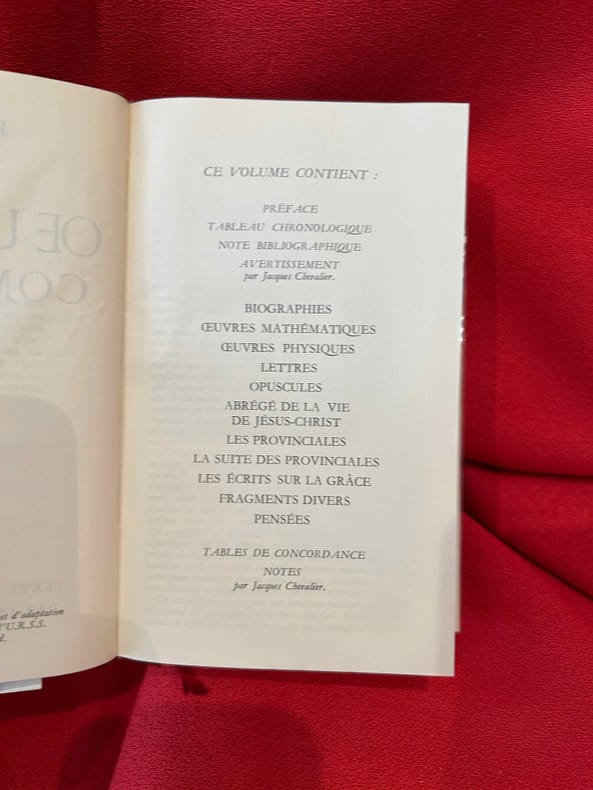 et d'adaptation
l'U.R.S.S.
CE VOLUME CONTIENT :
PRÉFACE
TABLEAU CHRONOLOGIQUE
NOTE BIBLIOGRAPHIQUE
AVERTISSEMENT
par Jacques Chevalier.
BIOGRAPHIES
ŒUVRES MATHÉMATIQUES
ŒUVRES PHYSIQUES
LETTRES
OPUSCULES
ABRÉGÉ DE LA VIE
DE JÉSUS-CHRIST
LES PROVINCIALES
LA SUITE DES PROVINCIALES
LES ÉCRITS SUR LA GRÂCE
FRAGMENTS DIVERS
PENSÉES
TABLES DE CONCORDANCE
NOTES
par Jacques Chevalier.